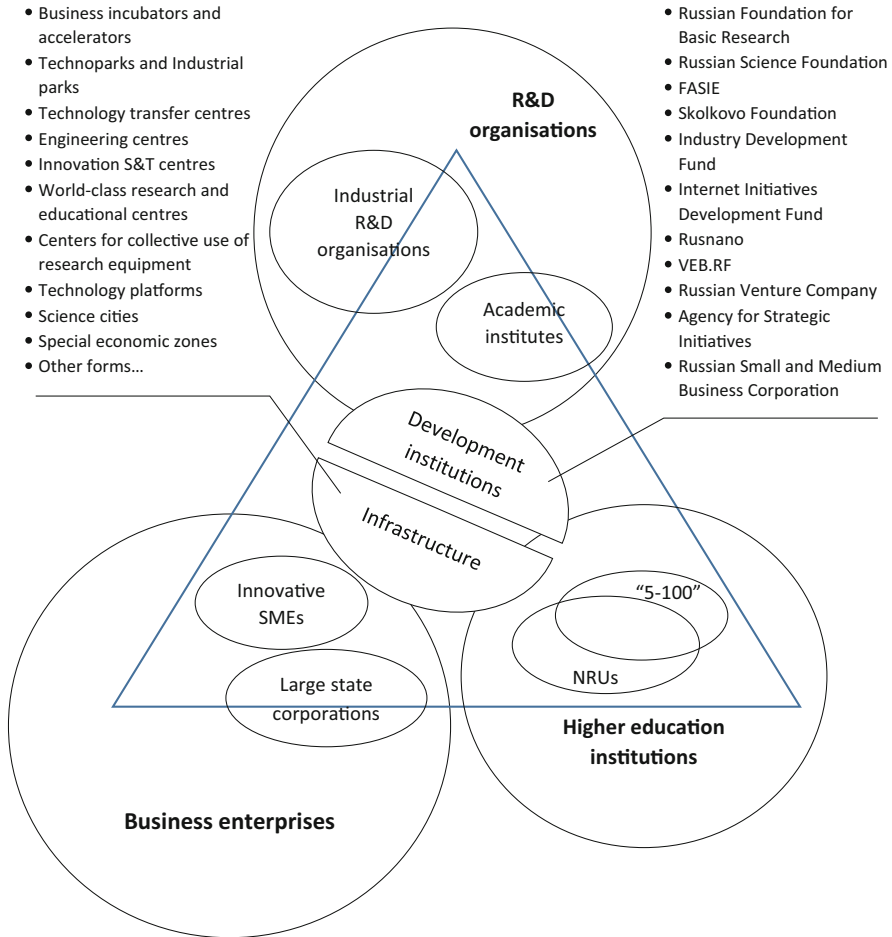 • Business incubators and
accelerators
• Technoparks and Industrial
parks
• Technology transfer centres
• Engineering centres
• Innovation S&T centres
• World-class research and
educational centres
• Centers for collective use of
research equipment
• Technology platforms
• Science cities
• Special economic zones
• Other forms...
• Russian Foundation for
Basic Research
• Russian Science Foundation
• FASIE
• Skolkovo Foundation
• Industry Development
Fund
• Internet Initiatives
Development Fund
• Rusnano
• VEB.RF
• Russian Venture Company
• Agency for Strategic
Initiatives
• Russian Small and Medium
Business Corporation
R&D
organisations
Industrial
R&D
organisations
Academic
institutes
Development
institutions
Infrastructure
Innovative
SMEs
Large state
corporations
Business enterprises
“5-100”
NRUs
Higher education
institutions